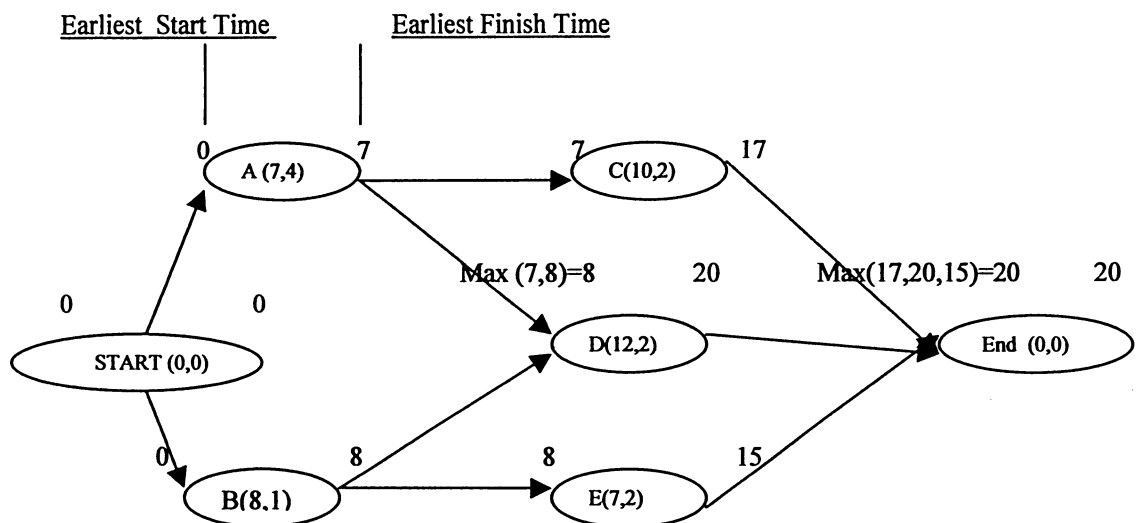 Earliest Start Time Earliest Finish Time
0 7 7 17
A (7,4) C(10,2)
Max (7,8)=8 20 Max(17,20,15)=20 20
0 0
START (0,0) D(12,2) End (0,0)
0 8 8 15
B(8,1) E(7,2)